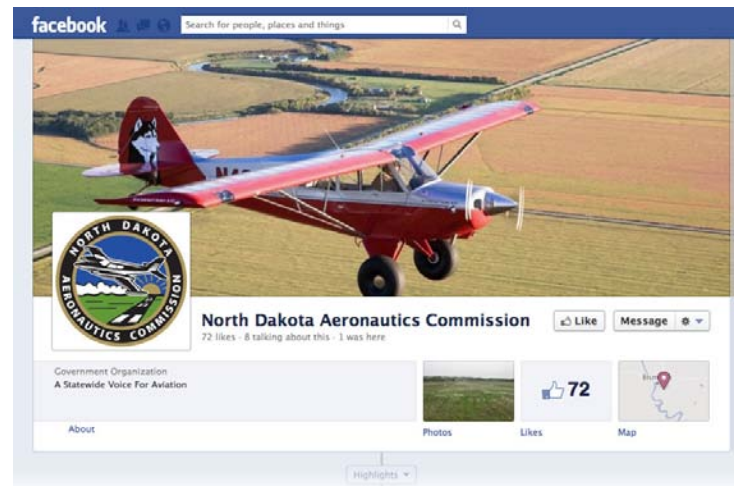 facebook
Search for people, places and things
NORTH DAKOTA
AERONAUTICS COMMISSION
North Dakota Aeronautics Commission
Like
Message
72 likes · 8 talking about this · 1 was here
Government Organization
A Statewide Voice For Aviation
72
About
Photos
Likes
Map
Highlights